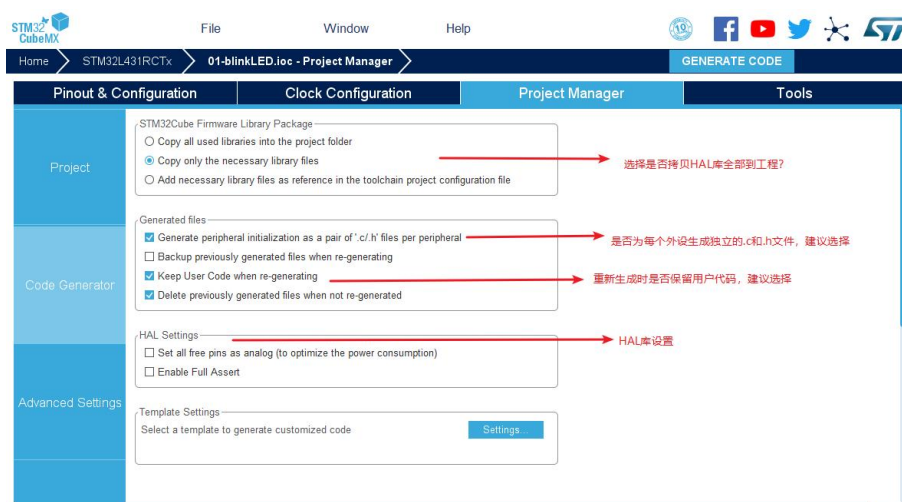 STM32
CubeMX
File
Window
Help
10
Home
STM32L431RCTx
01-blinkLED.ioc - Project Manager
GENERATE CODE
Pinout & Configuration
Clock Configuration
Project Manager
Tools
Project
Code Generator
Advanced Settings
STM32Cube Firmware Library Package
Copy all used libraries into the project folder
Copy only the necessary library files
Add necessary library files as reference in the toolchain project configuration file
选择是否拷贝HAL库全部到工程?
Generated files
Generate peripheral initialization as a pair of '.c/.h' files per peripheral
是否为每个外设生成独立的.c和.h文件，建议选择
Backup previously generated files when re-generating
Keep User Code when re-generating
重新生成时是否保留用户代码，建议选择
Delete previously generated files when not re-generated
HAL Settings
HAL库设置
Set all free pins as analog (to optimize the power consumption)
Enable Full Assert
Template Settings
Select a template to generate customized code
Settings...